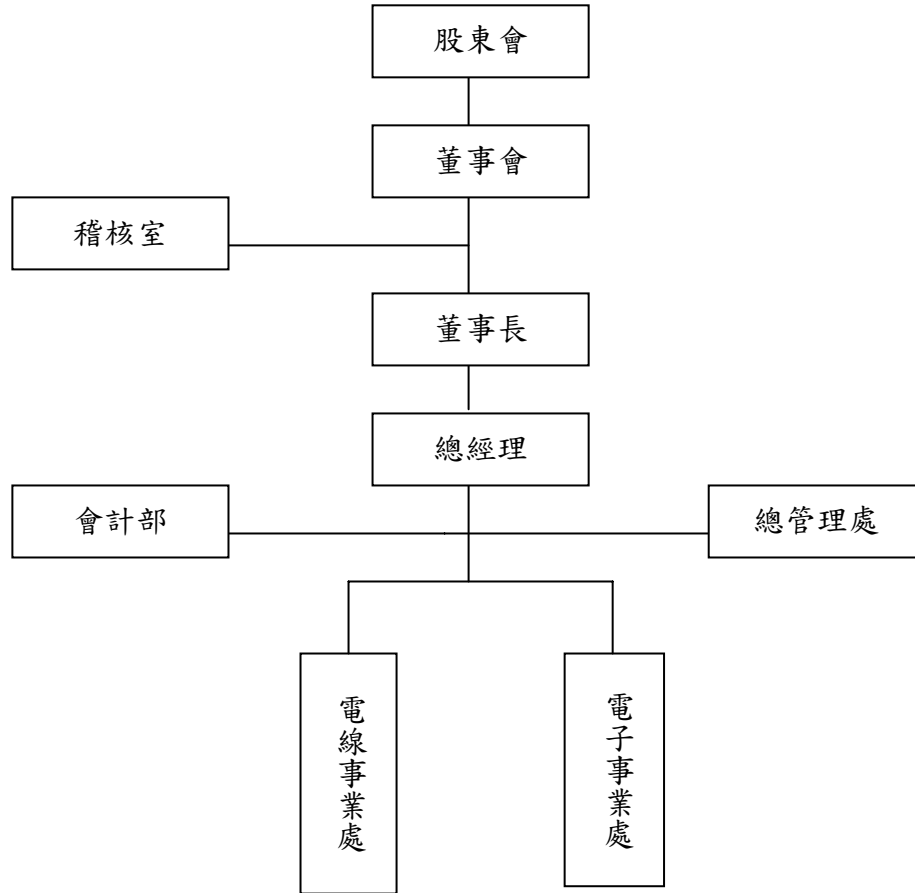 股東會
董事會
稽核室
董事長
總經理
會計部
總管理處
電線事業處
電子事業處